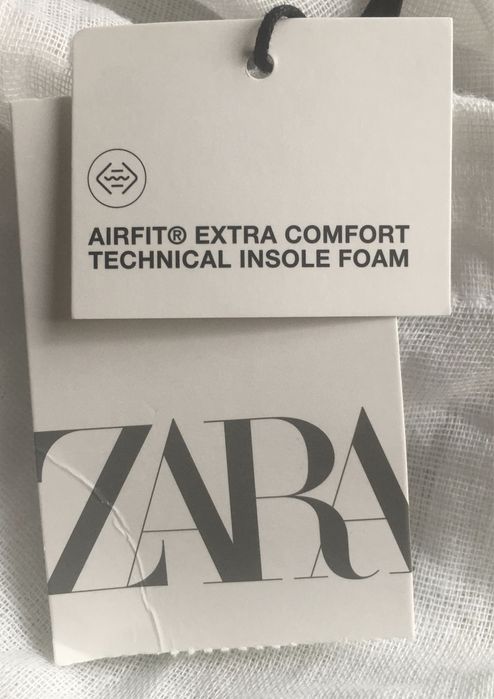 AIRFIT® EXTRA COMFORT
TECHNICAL INSOLE FOAM
ZARA